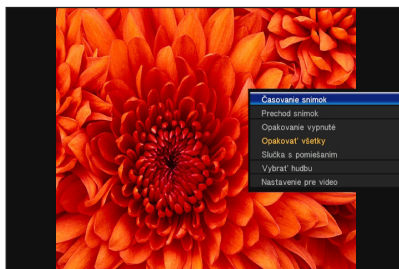 Časovanie snímok
Prechod snímok
Opakovanie vypnuté
Opakovať všetky
Slučka s pomiešaním
Vybrať hudbu
Nastavenie pre video